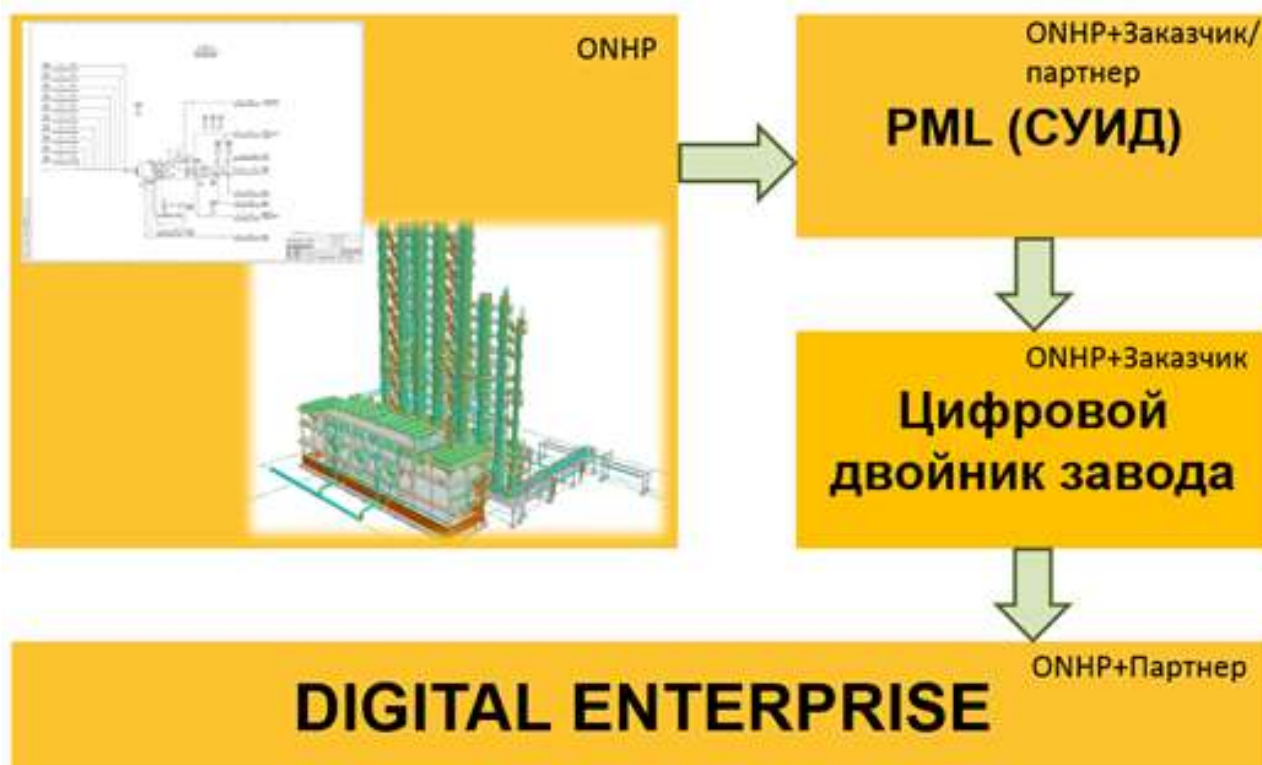 ONHP
ONHP+Заказчик/
партнер
PML (СУИД)
ONHP+Заказчик
Цифровой
двойник завода
ONHP+Партнер
DIGITAL ENTERPRISE